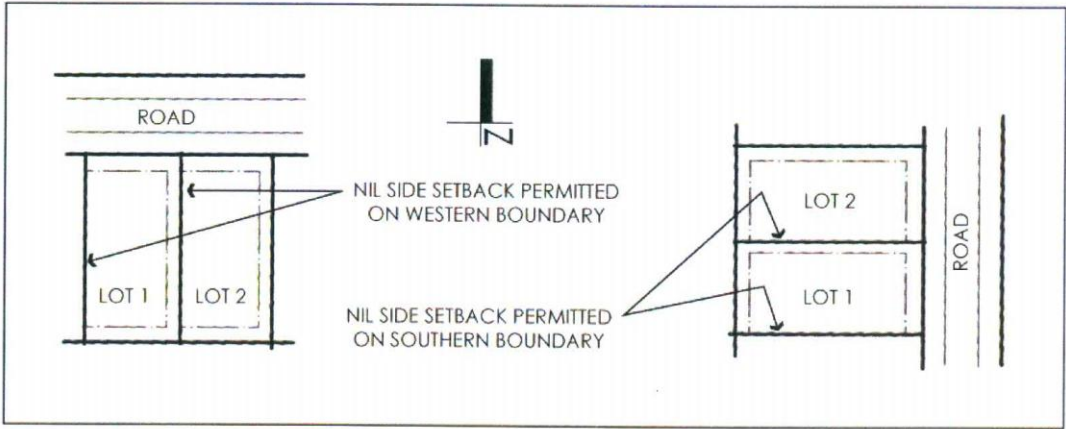 ROAD
NIL SIDE SETBACK PERMITTED
ON WESTERN BOUNDARY
LOT 1
LOT 2
N
NIL SIDE SETBACK PERMITTED
ON SOUTHERN BOUNDARY
LOT 2
LOT 1
ROAD